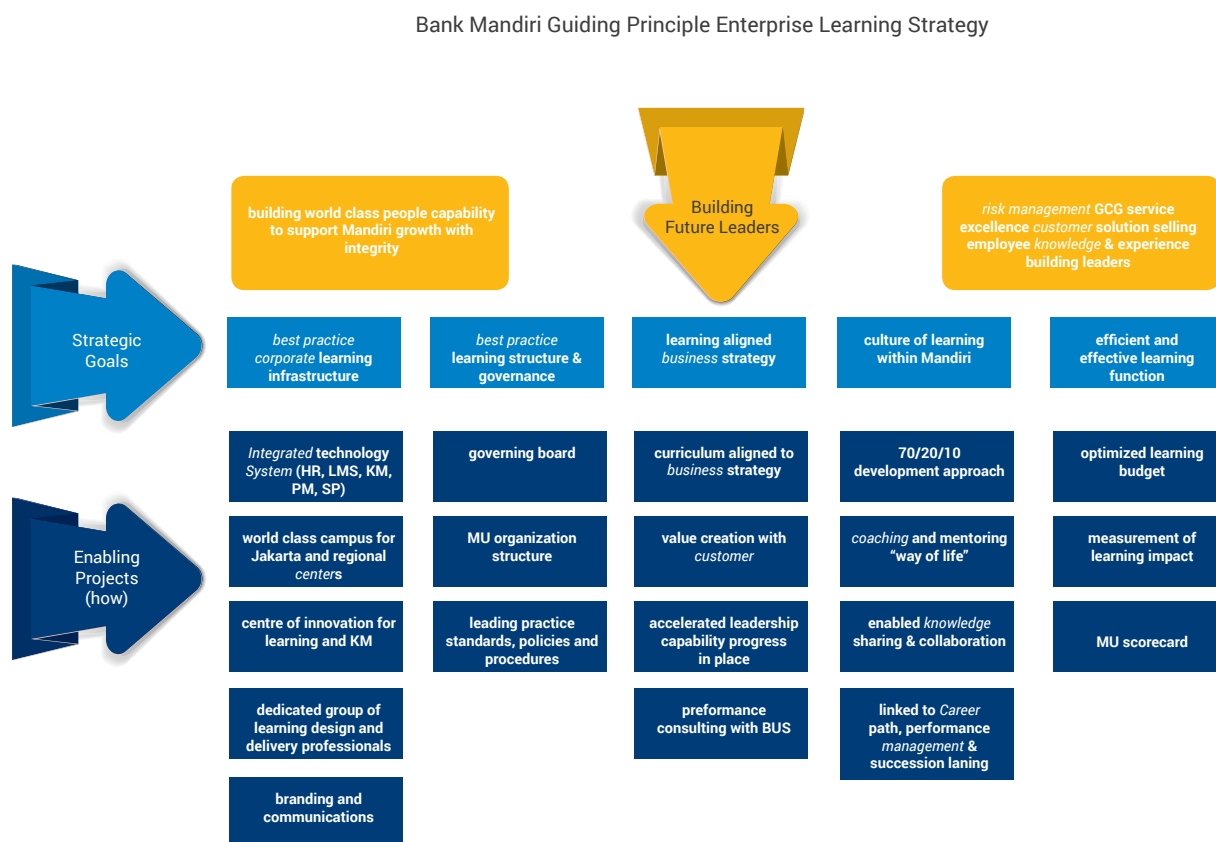 Bank Mandiri Guiding Principle Enterprise Learning Strategy
building world class people capability
to support Mandiri growth with
integrity
Building
Future Leaders
risk management GCG service
excellence customer solution selling
employee knowledge & experience
building leaders
Strategic
Goals
best practice
corporate learning
infrastructure
best practice
learning structure &
governance
learning aligned
business strategy
culture of learning
within Mandiri
efficient and
effective learning
function
Enabling
Projects
(how)
Integrated technology
System (HR, LMS, KM,
PM, SP)
governing board
curriculum aligned to
business strategy
70/20/10
development approach
optimized learning
budget
world class campus for
Jakarta and regional
centers
MU organization
structure
value creation with
customer
coaching and mentoring
“way of life”
measurement of
learning impact
centre of innovation for
learning and KM
leading practice
standards, policies and
procedures
accelerated leadership
capability progress
in place
enabled knowledge
sharing & collaboration
MU scorecard
dedicated group of
learning design and
delivery professionals
preformance
consulting with BUS
linked to Career
path, performance
management &
succession laning
branding and
communications